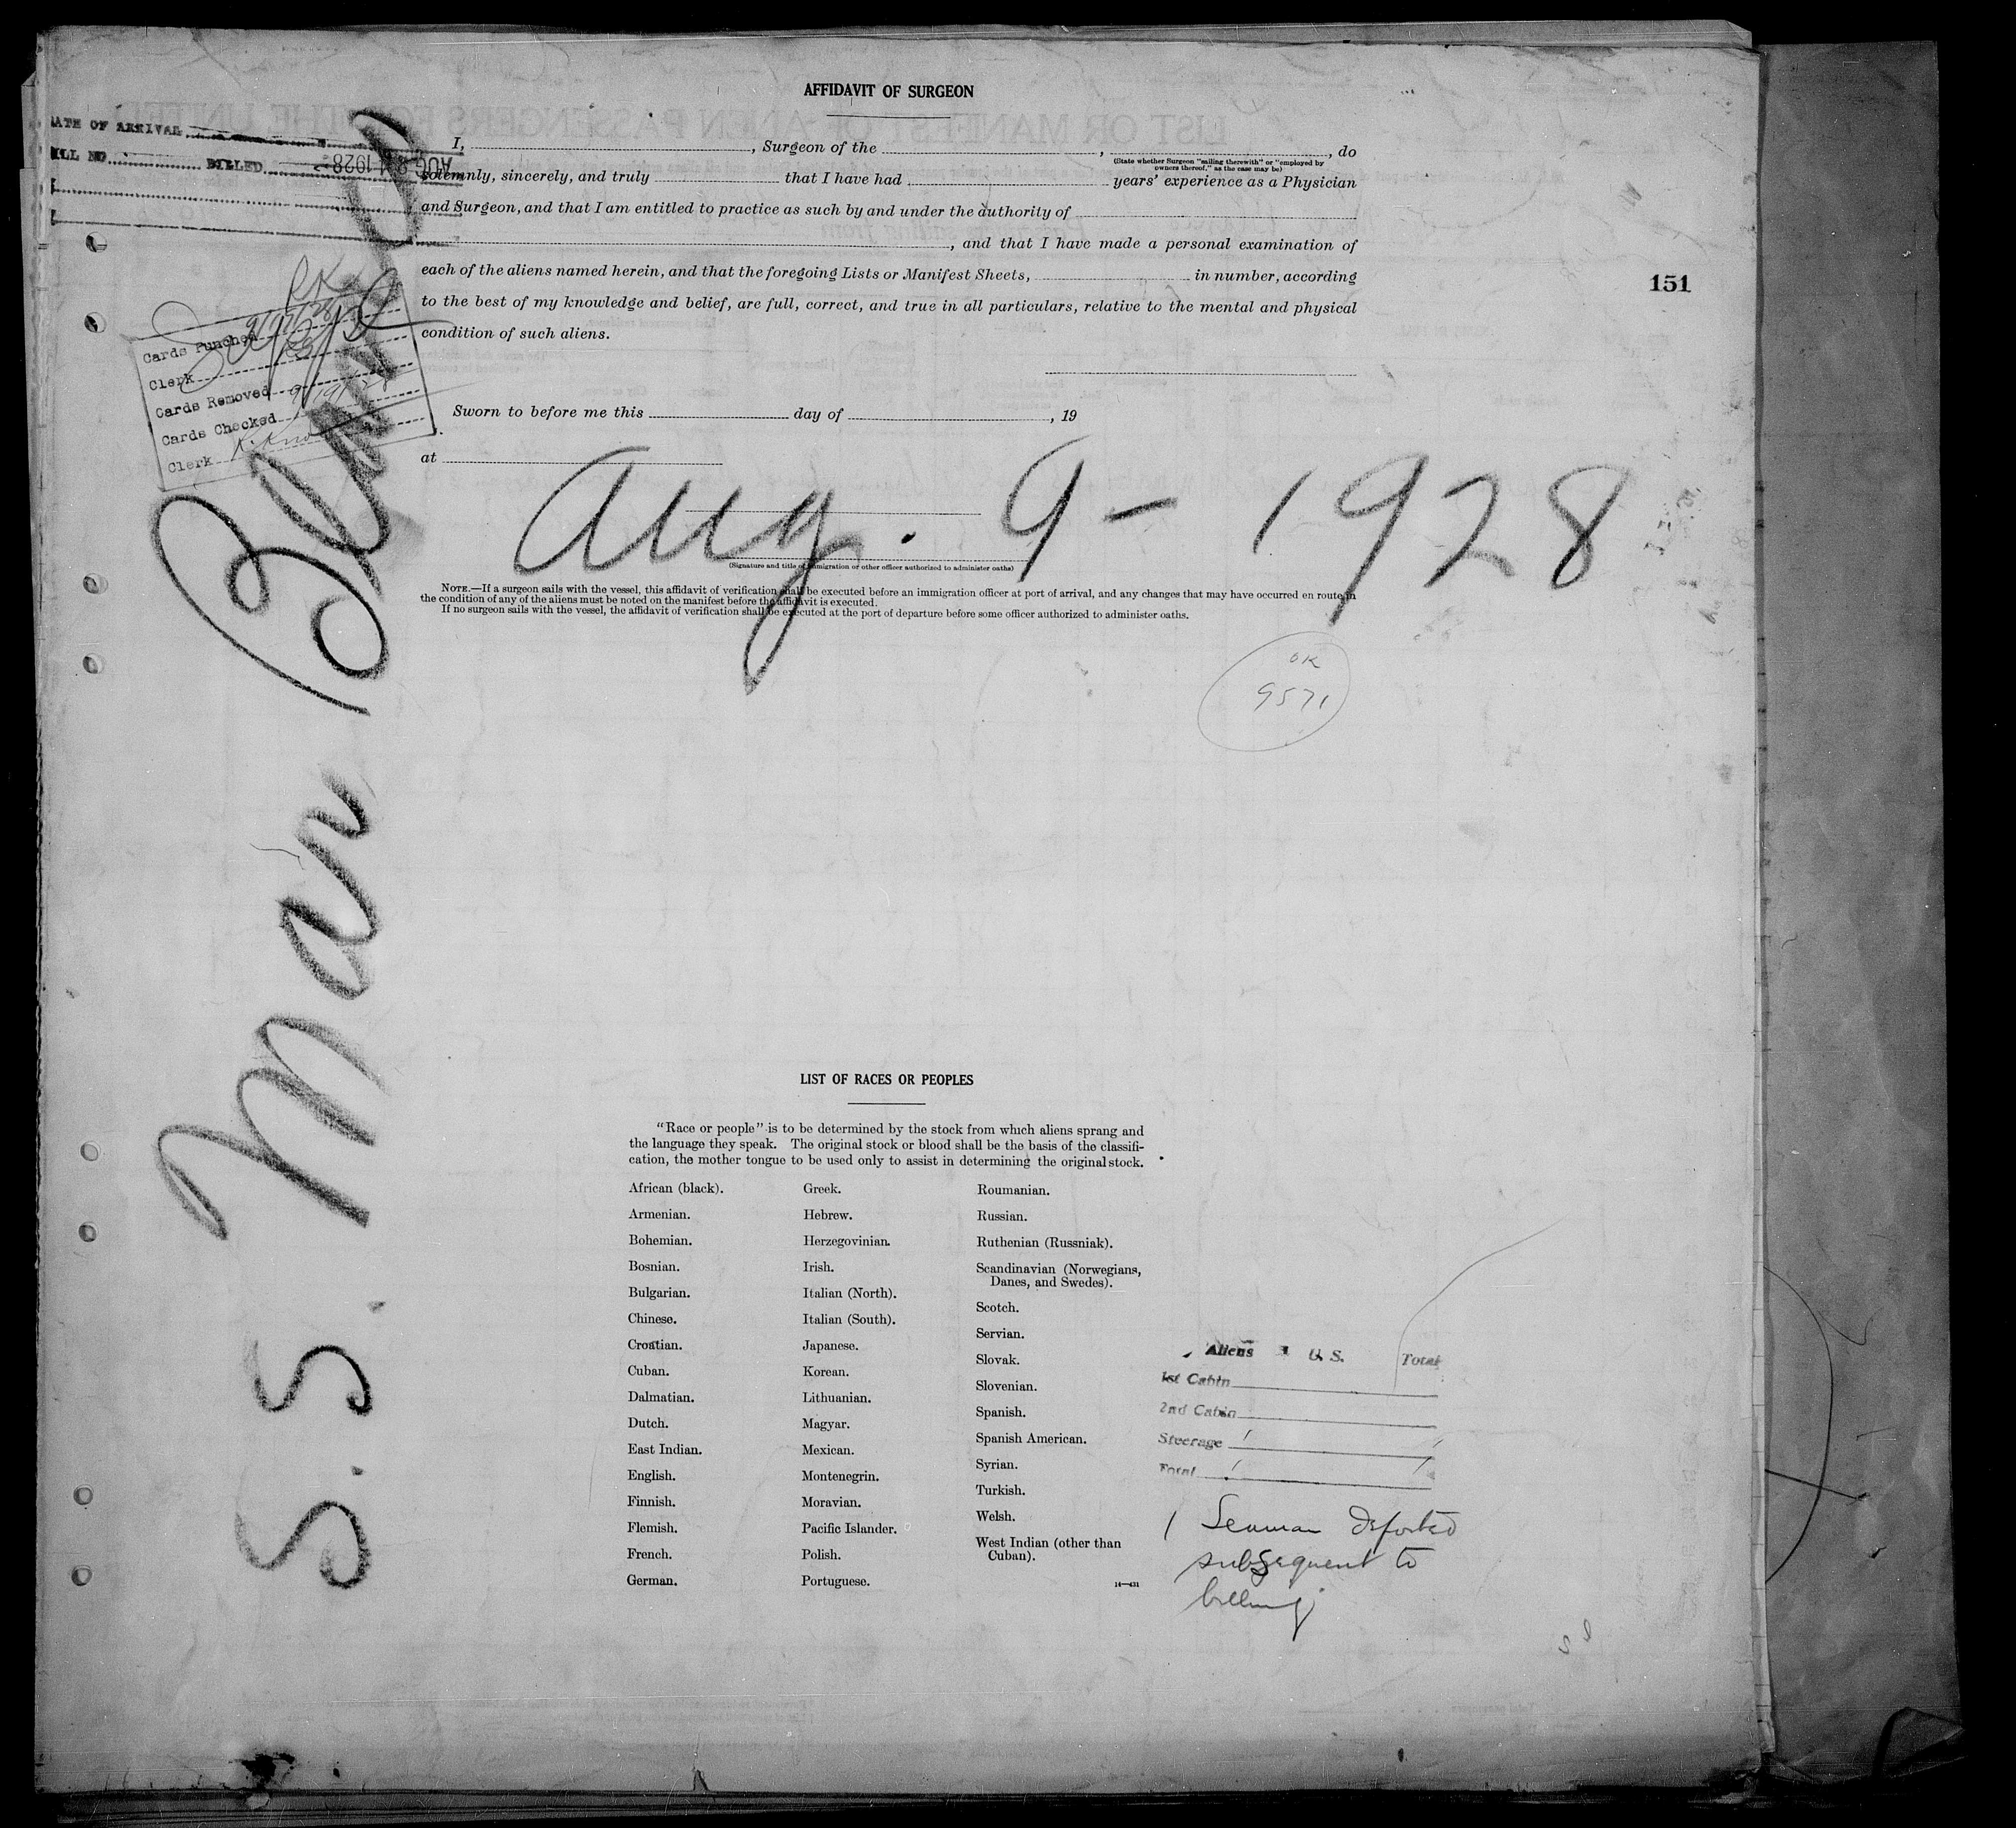 AFFIDAVIT OF SURGEON
DATE OF ARRIVAL
BILL NO. BILLED
AUG 8 - 1928
I, , Surgeon of the , , do
(State whether Surgeon "sailing therewith" or "employed by
owners thereof," as the case may be)
solemnly, sincerely, and truly that I have had years' experience as a Physician
and Surgeon, and that I am entitled to practice as such by and under the authority of
, and that I have made a personal examination of
each of the aliens named herein, and that the foregoing Lists or Manifest Sheets, in number, according
to the best of my knowledge and belief, are full, correct, and true in all particulars, relative to the mental and physical
condition of such aliens.
151
Cards Punched
Clerk
Cards Removed 9/19/28
Cards Checked
Clerk
Sworn to before me this day of , 19
at
Aug. 9 - 1928
(Signature and title of immigration or other officer authorized to administer oaths)
NOTE.—If a surgeon sails with the vessel, this affidavit of verification shall be executed before an immigration officer at port of arrival, and any changes that may have occurred en route in
the condition of any of the aliens must be noted on the manifest before the affidavit is executed.
If no surgeon sails with the vessel, the affidavit of verification shall be executed at the port of departure before some officer authorized to administer oaths.
OK
9571
S. S. Main
LIST OF RACES OR PEOPLES
"Race or people" is to be determined by the stock from which aliens sprang and
the language they speak. The original stock or blood shall be the basis of the classifi-
cation, the mother tongue to be used only to assist in determining the original stock.
African (black).
Armenian.
Bohemian.
Bosnian.
Bulgarian.
Chinese.
Croatian.
Cuban.
Dalmatian.
Dutch.
East Indian.
English.
Finnish.
Flemish.
French.
German.
Greek.
Hebrew.
Herzegovinian.
Irish.
Italian (North).
Italian (South).
Japanese.
Korean.
Lithuanian.
Magyar.
Mexican.
Montenegrin.
Moravian.
Pacific Islander.
Polish.
Portuguese.
Roumanian.
Russian.
Ruthenian (Russniak).
Scandinavian (Norwegians,
Danes, and Swedes).
Scotch.
Servian.
Slovak.
Slovenian.
Spanish.
Spanish American.
Syrian.
Turkish.
Welsh.
West Indian (other than
Cuban).
14—431
Aliens U. S. Total
1st Cabin
2nd Cabin
Steerage 1 1
Total 1 1
1 Seaman deported
subsequent to
billing